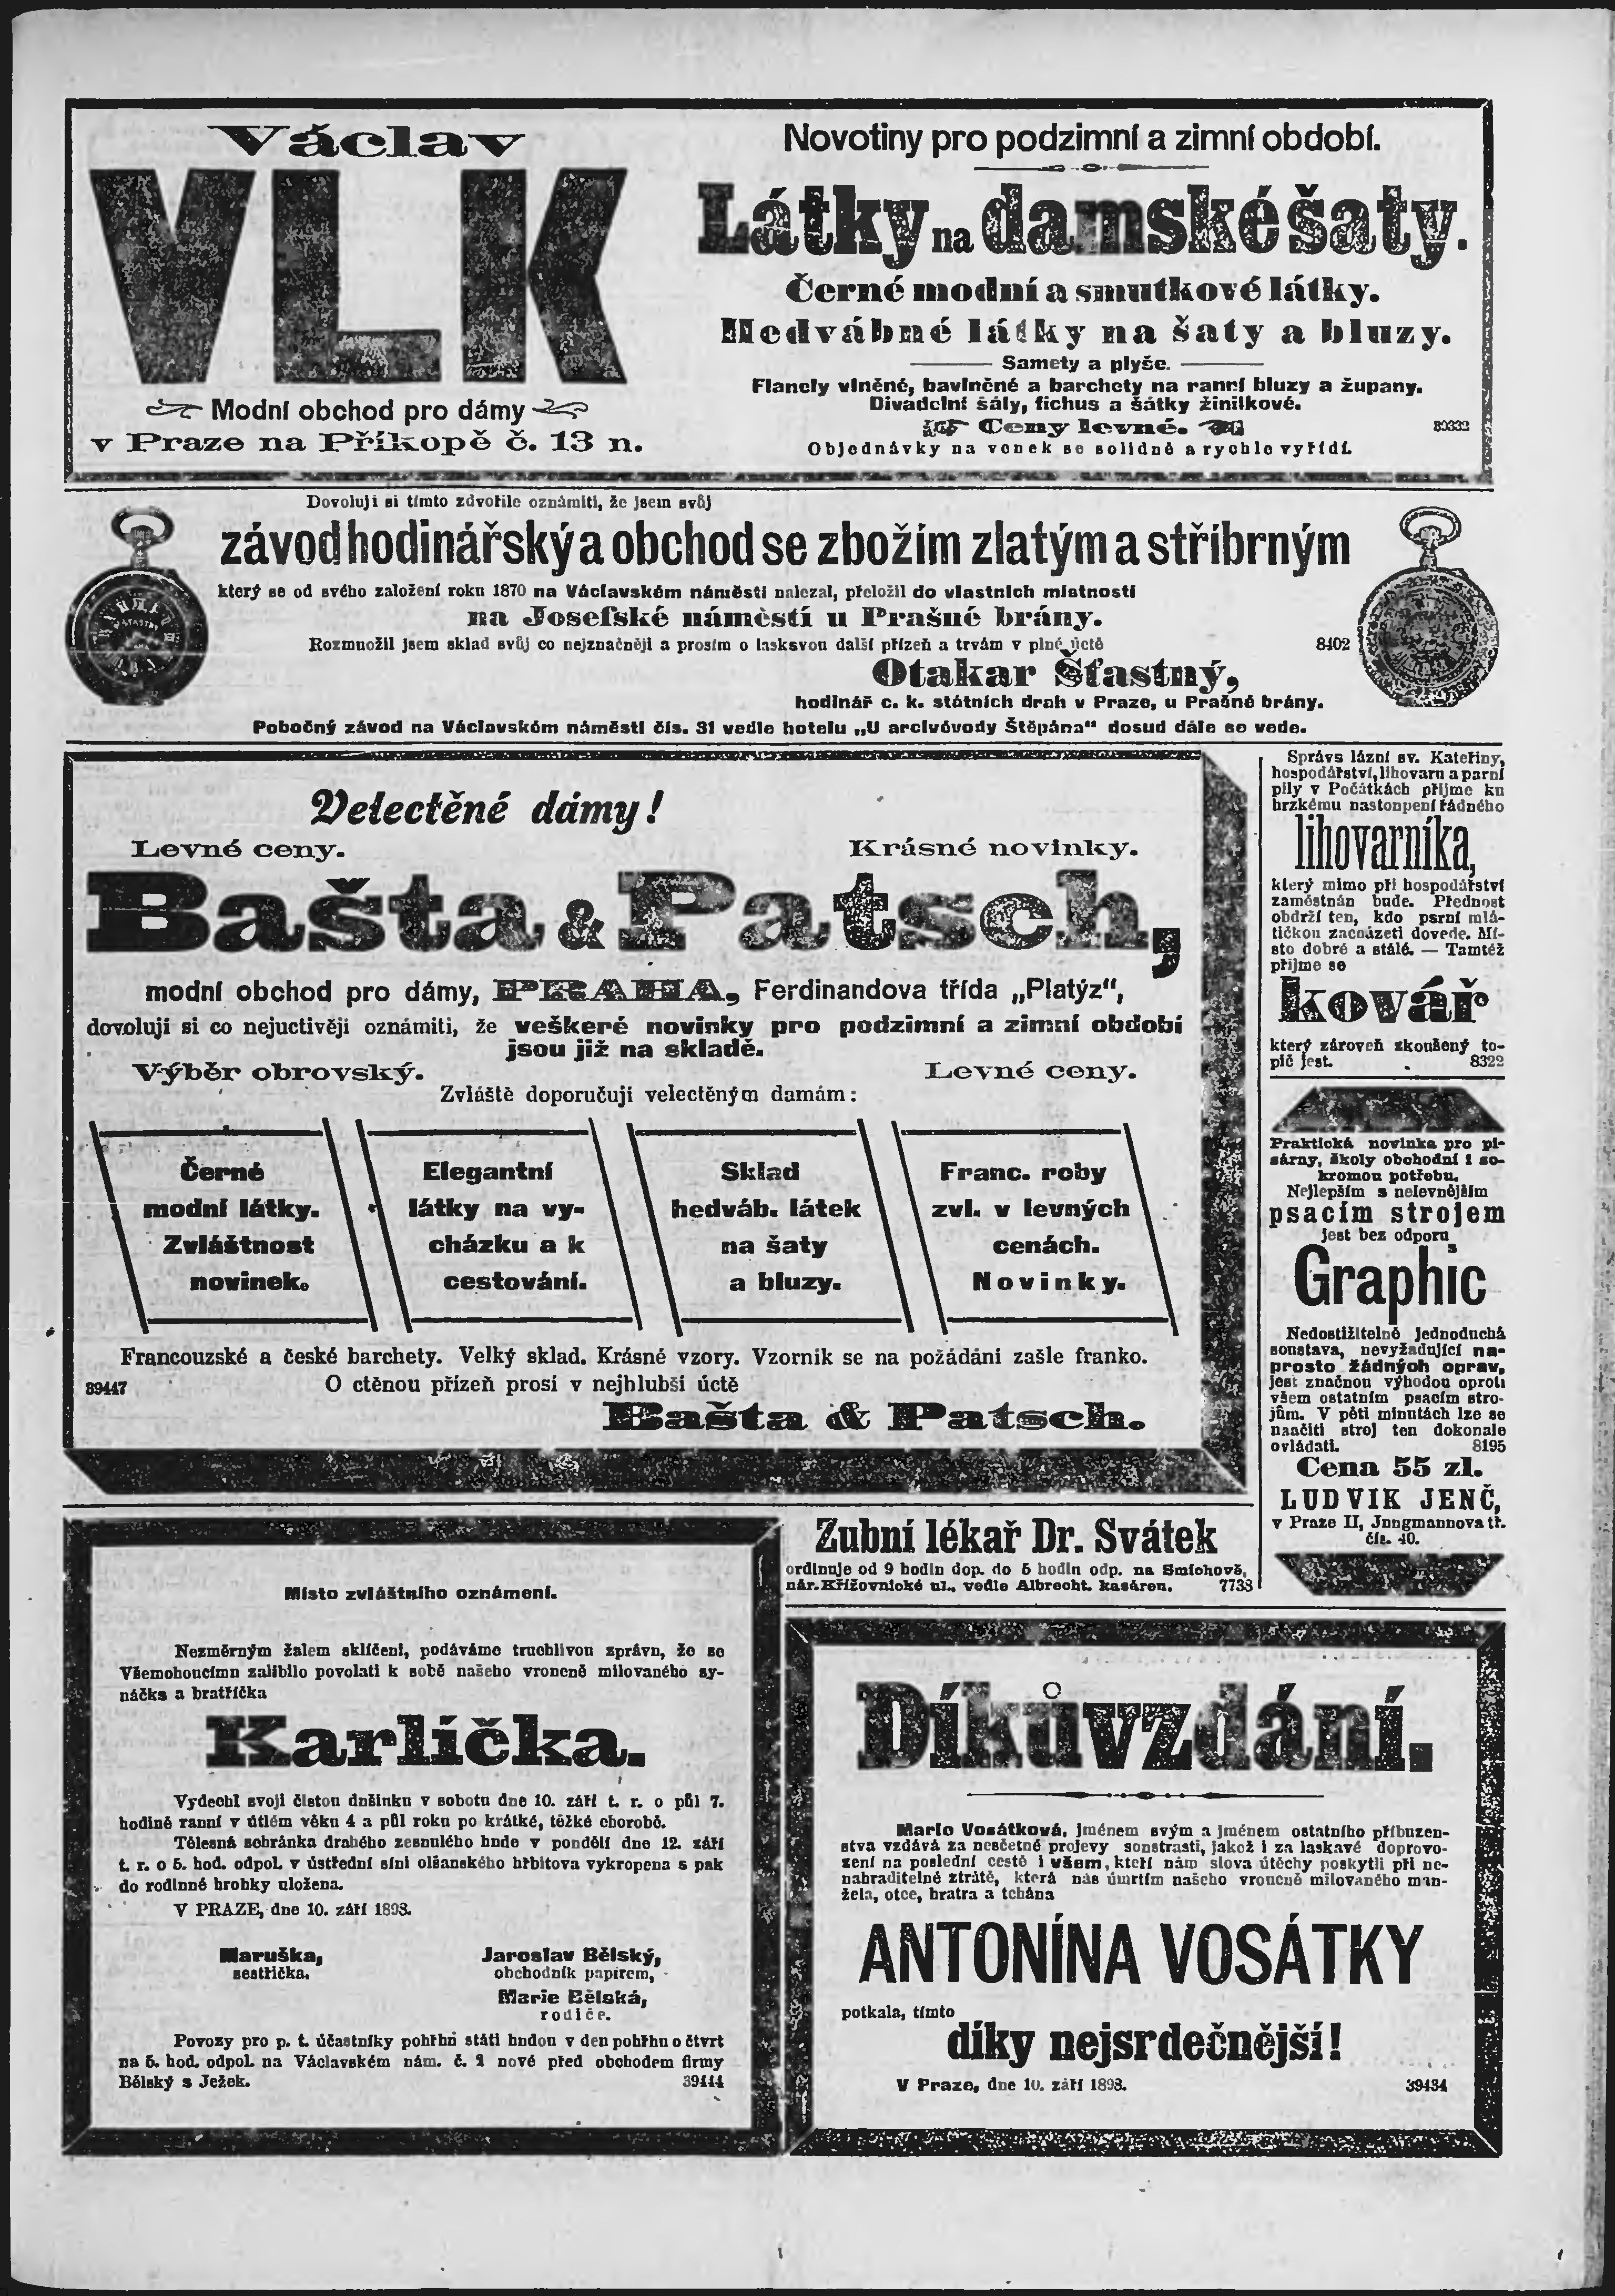 Václav
VLK
Modní obchod pro dámy
v Praze na Příkopě č. 13 n.
Novotiny pro podzimní a zimní období.
Látky na damské šaty.
Černé modní a smutkové látky.
Hedvábné látky na šaty a bluzy.
Samety a plyše.
Flanely vlněné, bavlněné a barchety na ranní bluzy a župany.
Divadelní šály, fichus a šátky žinilkové.
Ceny levné.
Objednávky na venek se solidně a rychle vyřídí.
Dovoluji si tímto zdvořile oznámiti, že jsem svůj
závod hodinářský a obchod se zbožím zlatým a stříbrným
který se od svého založení roku 1870 na Václavském náměstí nalezal, přeložil do vlastních místností
na Josefské náměstí u Prašné brány.
Rozmnožil jsem sklad svůj co nejznačněji a prosím o laskavou další přízeň a trvám v plné úctě
8402
Otakar Šťastný,
hodinář c. k. státních drah v Praze, u Prašné brány.
Pobočný závod na Václavském náměstí čís. 31 vedle hotelu „U arcivévody Štěpána“ dosud dále se vede.
Velectěné dámy!
Levné ceny. Krásné novinky.
Bašta & Patsch,
modní obchod pro dámy, PRAHA, Ferdinandova třída „Platýz“,
dovolují si co nejuctivěji oznámiti, že veškeré novinky pro podzimní a zimní období
jsou již na skladě.
Výběr obrovský. Levné ceny.
Zvláště doporučují velectěným damám:
Černé
modní látky.
Zvláštnost
novinek.
Elegantní
látky na vy-
cházku a k
cestování.
Sklad
hedváb. látek
na šaty
a bluzy.
Franc. roby
zvl. v levných
cenách.
Novinky.
Francouzské a české barchety. Velký sklad. Krásné vzory. Vzorník se na požádání zašle franko.
39447 O ctěnou přízeň prosí v nejhlubší úctě
Bašta & Patsch.
Správa lázní sv. Kateřiny,
hospodářství, lihovaru a parní
pily v Počátkách přijme ku
brzkému nastoupení řádného
lihovarníka,
který mimo při hospodářství
zaměstnán bude. Přednost
obdrží ten, kdo parní mlá-
tičkou zacházeti dovede. Mí-
sto dobré a stálé. — Tamtéž
přijme se
kovář
který zároveň zkoušený to-
pič jest. 8322
Praktická novinka pro pí-
sárny, školy obchodní i so-
kromou potřebu.
Nejlepším a nelevnějším
psacím strojem
jest bez odporu
Graphic
Nedostižitelně jednoduchá
soustava, nevyžadující na-
prosto žádných oprav,
jest značnou výhodou oproti
všem ostatním psacím stro-
jům. V pěti minutách lze se
naučiti stroj ten dokonale
ovládati. 8195
Cena 55 zl.
LUDVIK JENČ,
v Praze II, Jungmannova tř.
čís. 40.
Zubní lékař Dr. Svátek
ordinuje od 9 hodin dop. do 5 hodin odp. na Smíchově,
nár. Křižovnické ul., vedle Albrecht. kasáren. 7733
Místo zvláštního oznámení.
Nezměrným žalem sklíčeni, podáváme truchlivou zprávu, že se
Všemohoucímu zalíbilo povolati k sobě našeho vroucně milovaného sy-
náčka a bratříčka
Karlíčka.
Vydechl svoji čistou dušinku v sobotu dne 10. září t. r. o půl 7.
hodině ranní v útlém věku 4 a půl roku po krátké, těžké chorobě.
Tělesná schránka drahého zesnulého bude v pondělí dne 12. září
t. r. o 5. hod. odpol. v ústřední síni olšanského hřbitova vykropena a pak
do rodinné hrobky uložena.
V PRAZE, dne 10. září 1898.
Maruška,
sestřička.
Jaroslav Bělský,
obchodník papírem,
Marie Bělská,
rodiče.
Povozy pro p. t. účastníky pohřbu státi budou v den pohřbu o čtvrt
na 5. hod. odpol. na Václavském nám. č. 1 nové před obchodem firmy
Bělský a Ježek. 39444
Díkůvzdání.
Marie Vosátková, jménem svým a jménem ostatního příbuzen-
stva vzdává za nesčetné projevy soustrasti, jakož i za laskavé doprovo-
zení na poslední cestě i všem, kteří nám slova útěchy poskytli při ne-
nahraditelné ztrátě, která nás úmrtím našeho vroucně milovaného man-
žela, otce, bratra a tchána
ANTONÍNA VOSÁTKY
potkala, tímto
díky nejsrdečnější!
V Praze, dne 10. září 1898. 39434